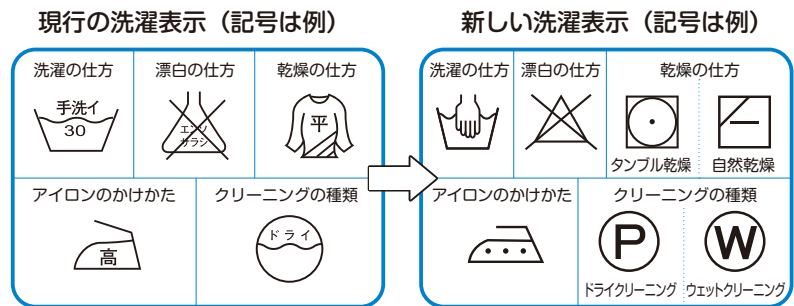 現行の洗濯表示（記号は例）
洗濯の仕方
漂白の仕方
乾燥の仕方
手洗イ
30
エンソ
サラシ
平
アイロンのかけかた
クリーニングの種類
高
ドライ
新しい洗濯表示（記号は例）
洗濯の仕方
漂白の仕方
乾燥の仕方
タンブル乾燥
自然乾燥
アイロンのかけかた
クリーニングの種類
P
W
ドライクリーニング
ウェットクリーニング